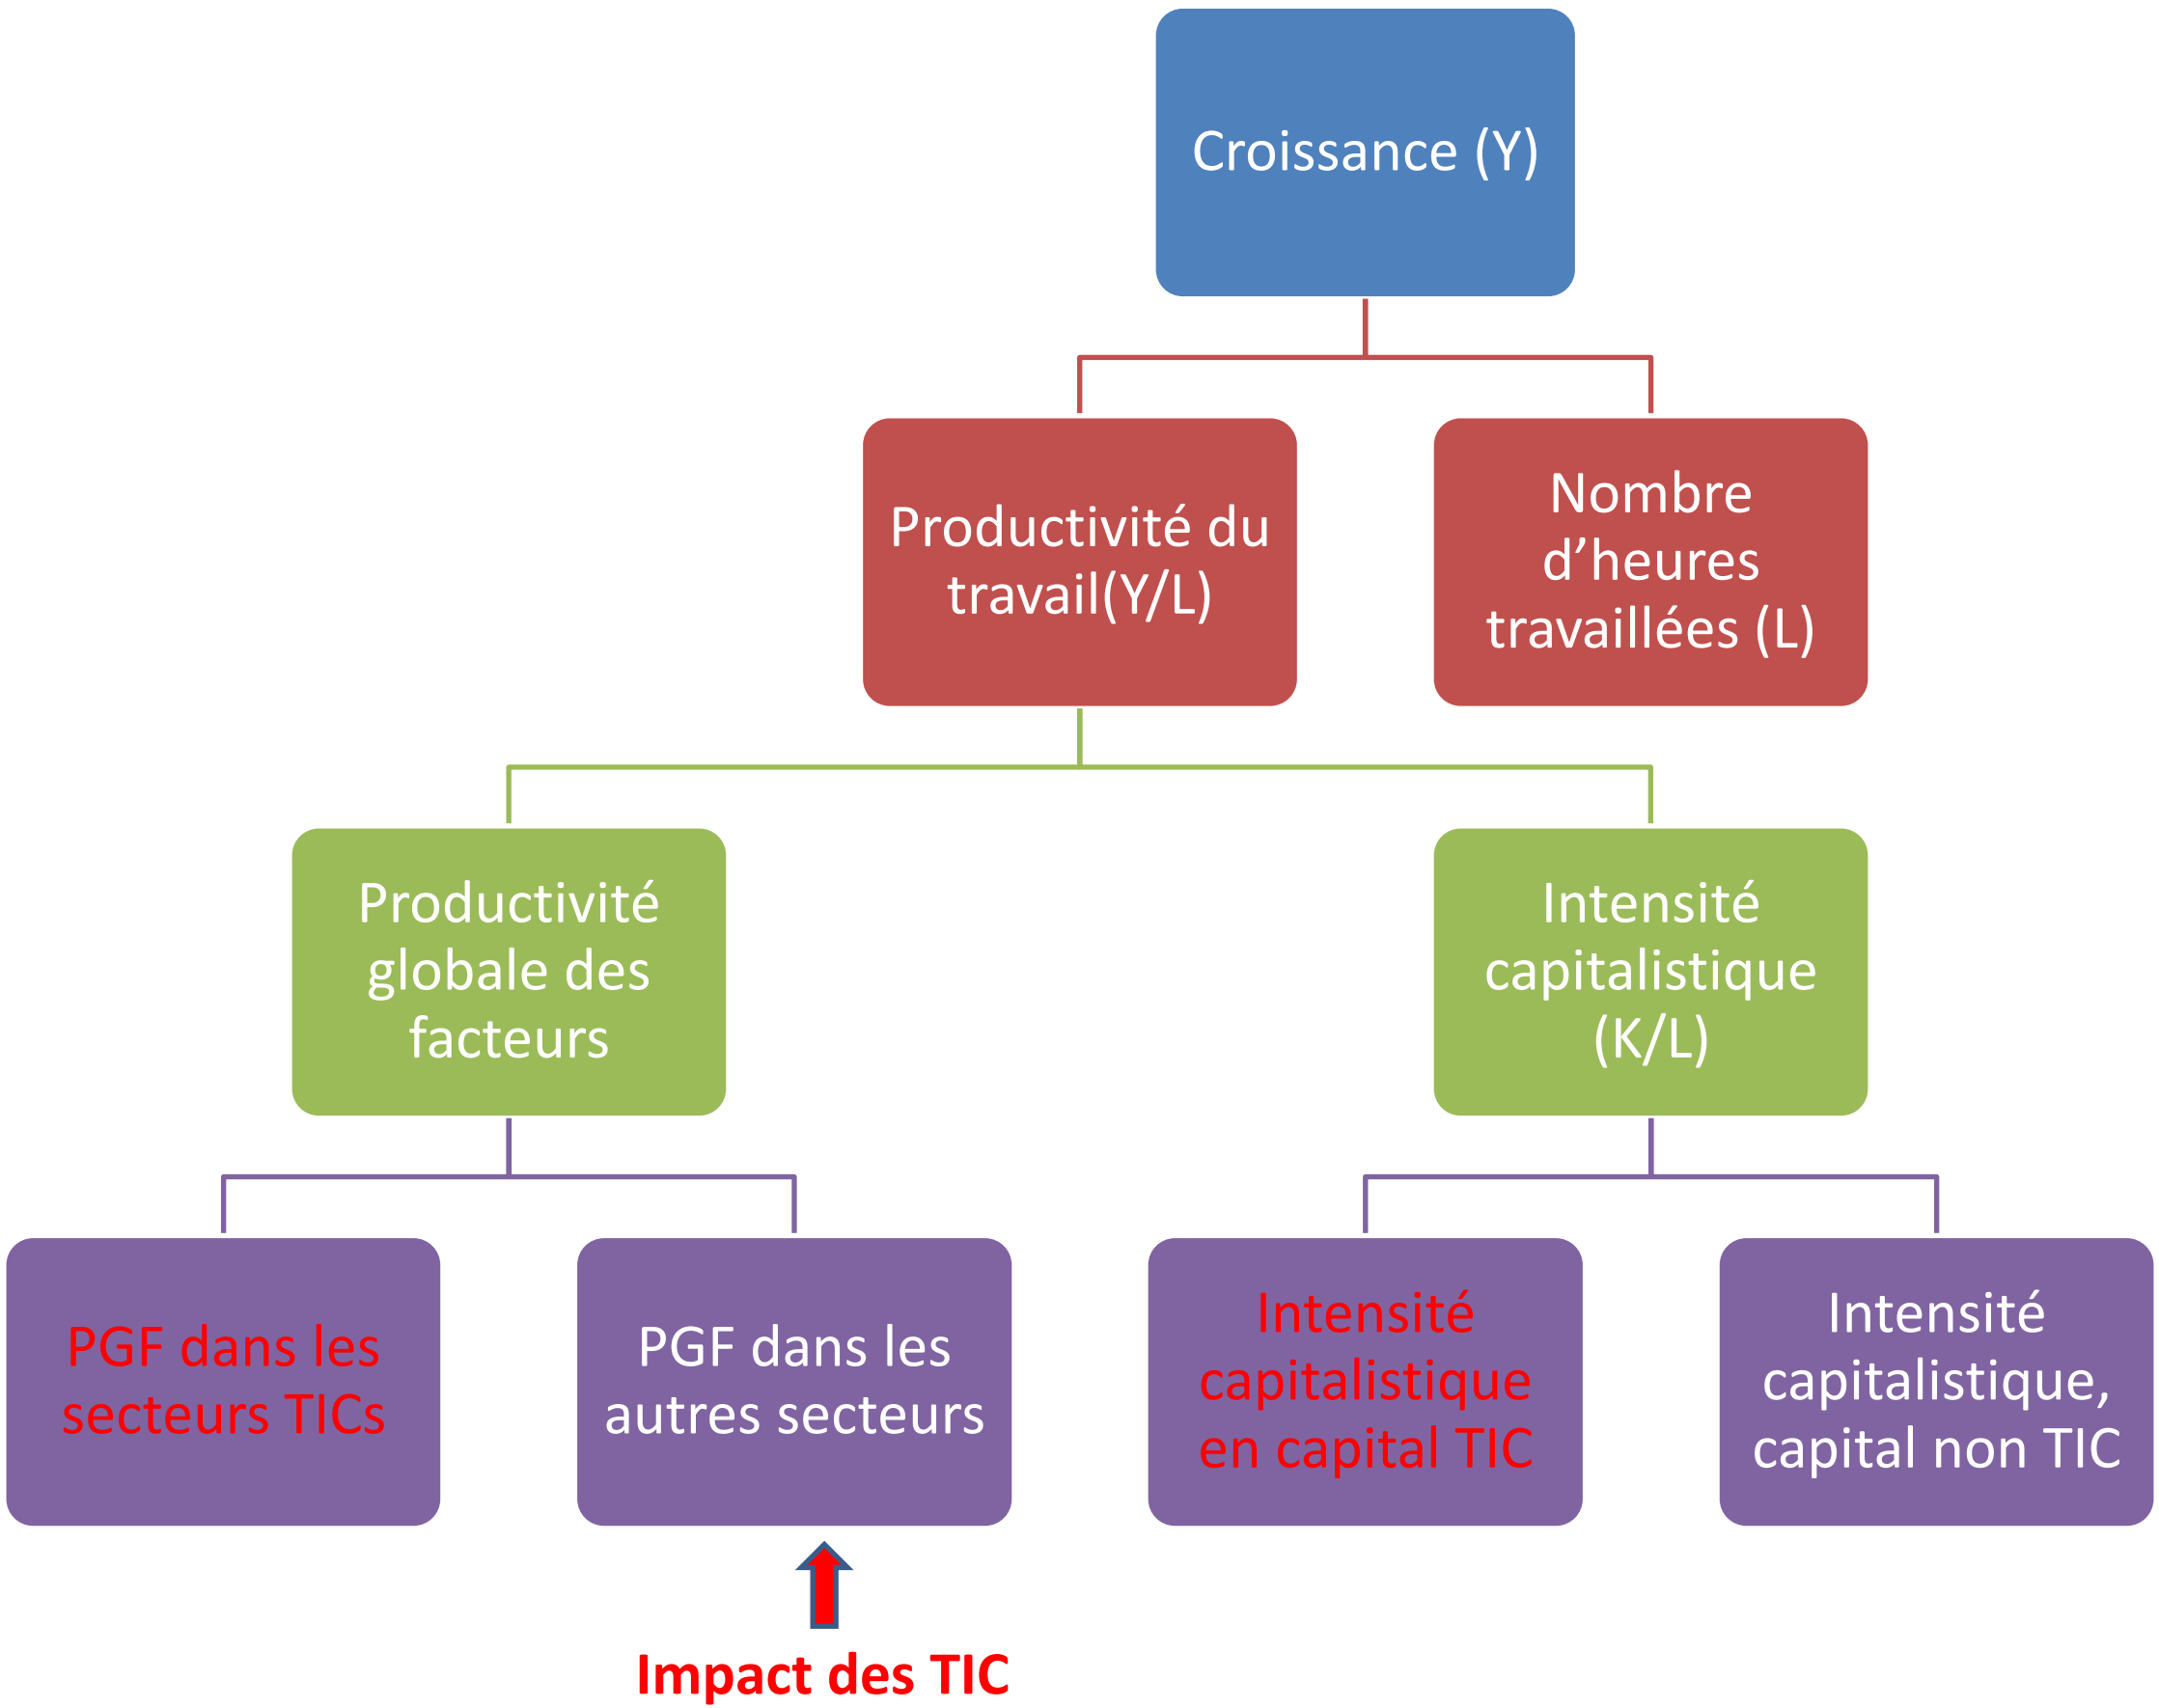 Croissance (Y)
Productivité du
travail(Y/L)
Nombre
d’heures
travaillées (L)
Productivité
globale des
facteurs
Intensité
capitalistique
(K/L)
PGF dans les
secteurs TICs
PGF dans les
autres secteurs
Intensité
capitalistique
en capital TIC
Intensité
capitalistique,
capital non TIC
Impact des TIC